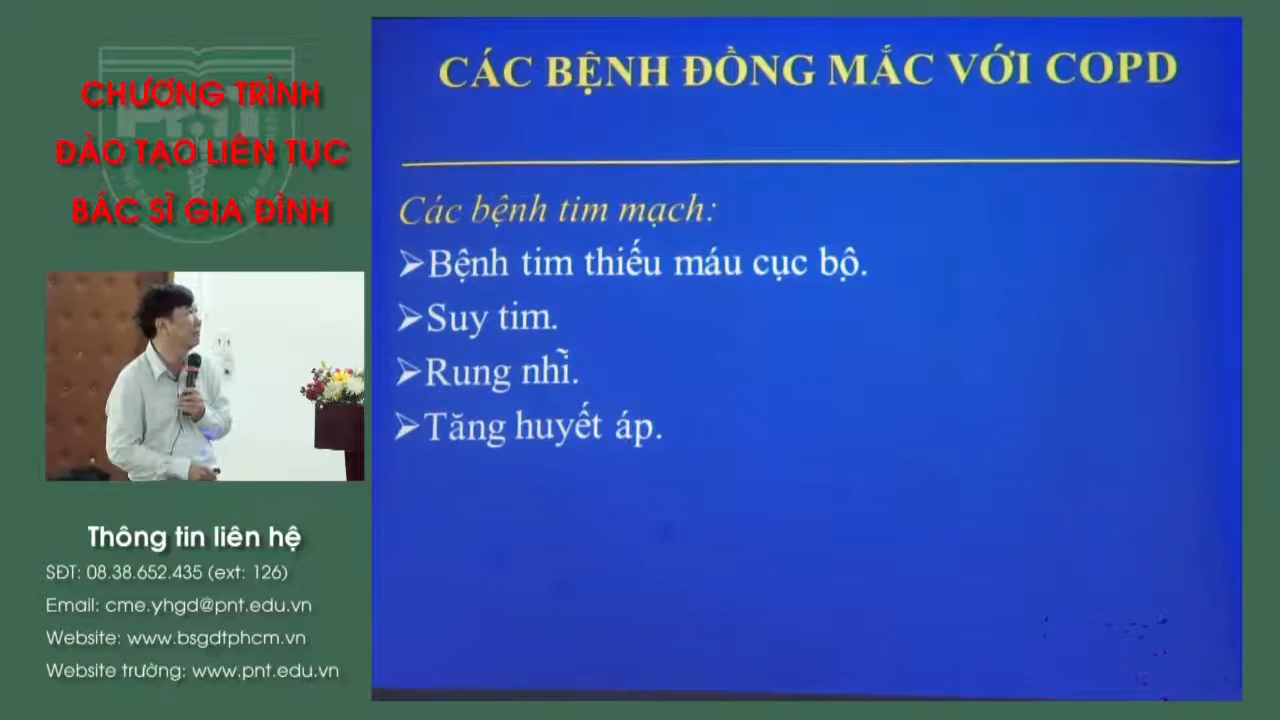 CHƯƠNG TRÌNH
ĐÀO TẠO LIÊN TỤC
BÁC SĨ GIA ĐÌNH
Thông tin liên hệ
SĐT: 08.38.652.435 (ext: 126)
Email: cme.yhgd@pnt.edu.vn
Website: www.bsgdtphcm.vn
Website trường: www.pnt.edu.vn
CÁC BỆNH ĐỒNG MẮC VỚI COPD
Các bệnh tim mạch:
➢Bệnh tim thiếu máu cục bộ.
➢Suy tim.
➢Rung nhĩ.
➢Tăng huyết áp.